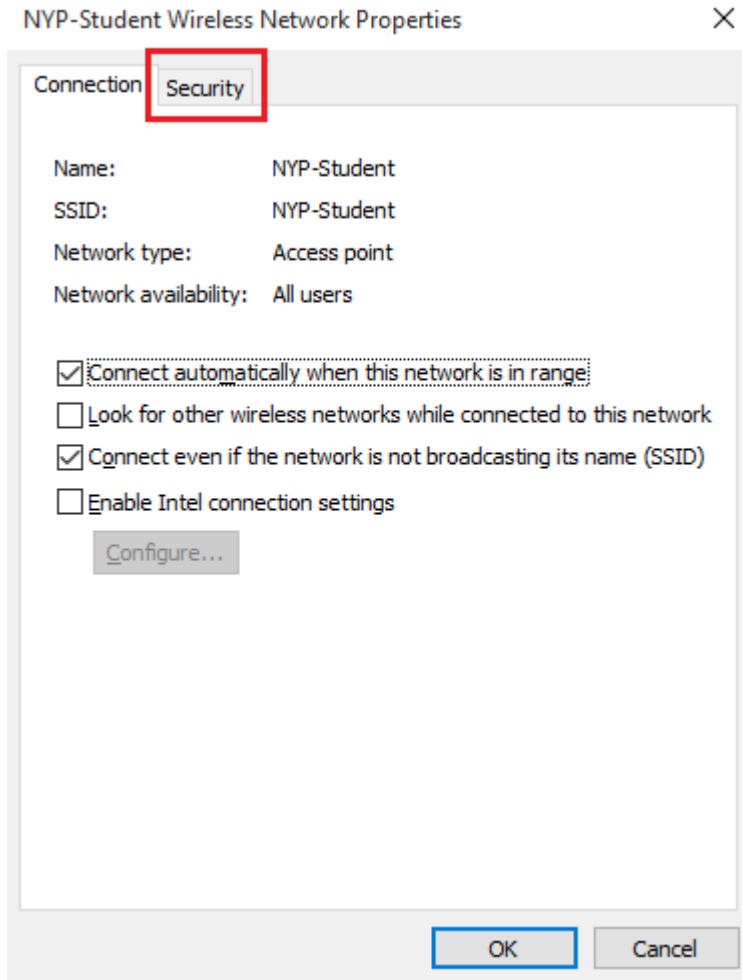 NYP-Student Wireless Network Properties
Connection Security
Name: NYP-Student
SSID: NYP-Student
Network type: Access point
Network availability: All users
Connect automatically when this network is in range
Look for other wireless networks while connected to this network
Connect even if the network is not broadcasting its name (SSID)
Enable Intel connection settings
Configure...
OK Cancel